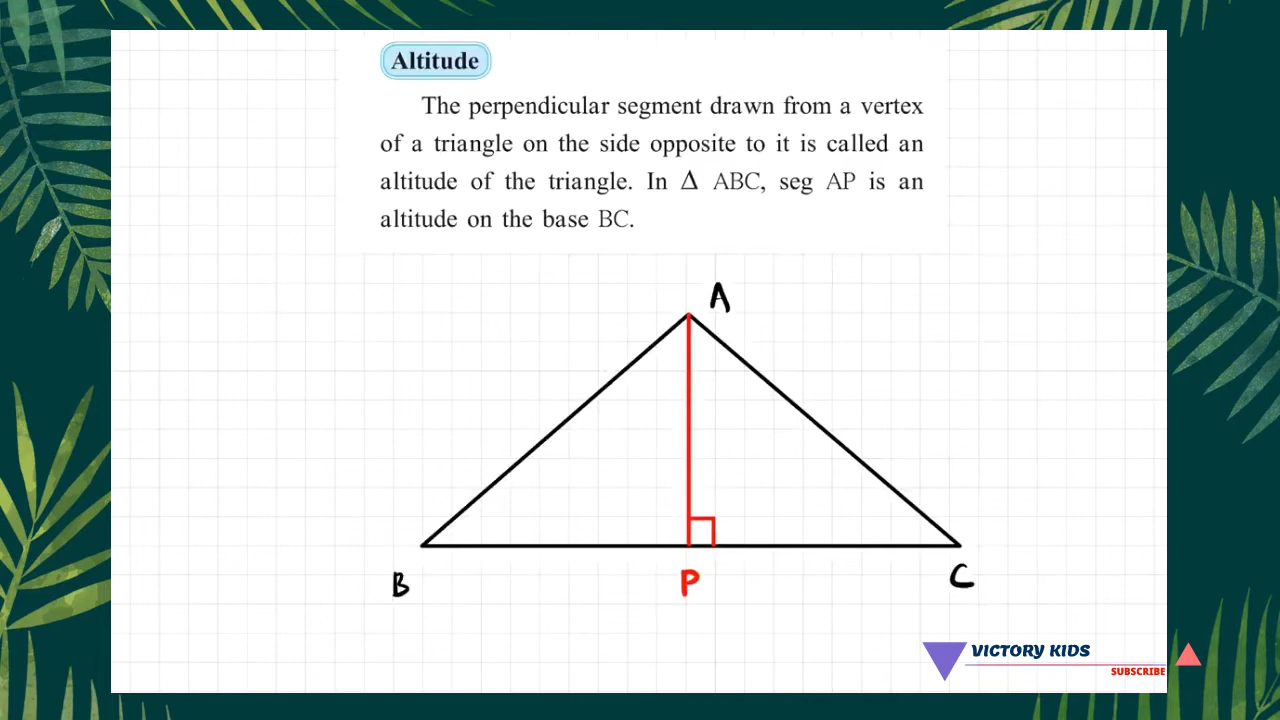 Altitude
The perpendicular segment drawn from a vertex
of a triangle on the side opposite to it is called an
altitude of the triangle. In Δ ABC, seg AP is an
altitude on the base BC.
A
B
P
C
VICTORY KIDS
SUBSCRIBE